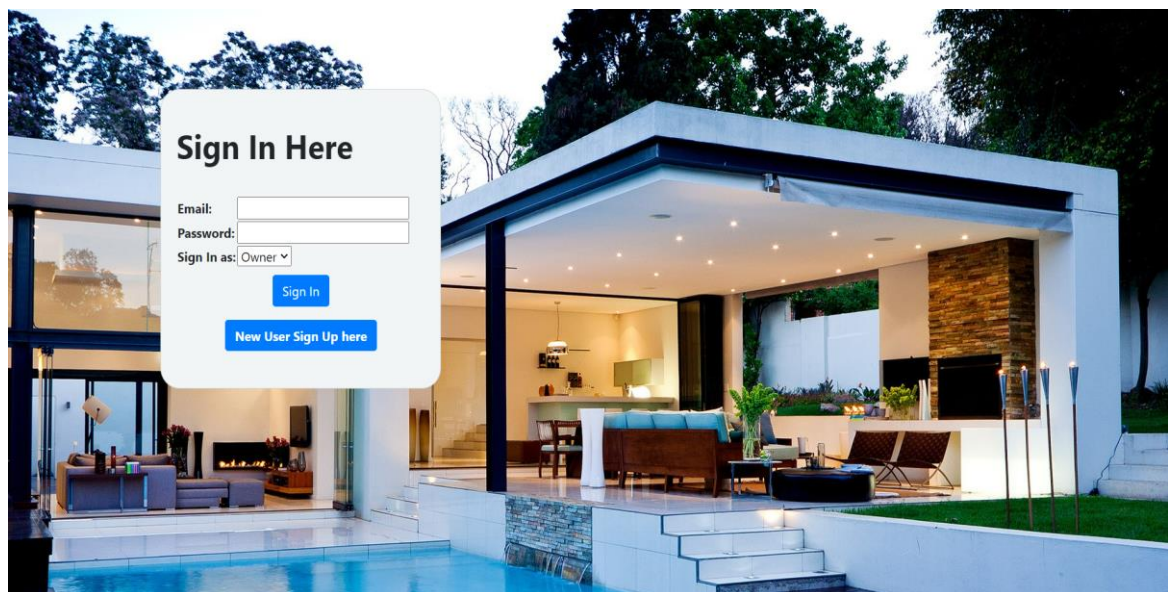 Sign In Here
Email:
Password:
Sign In as: Owner
Sign In
New User Sign Up here